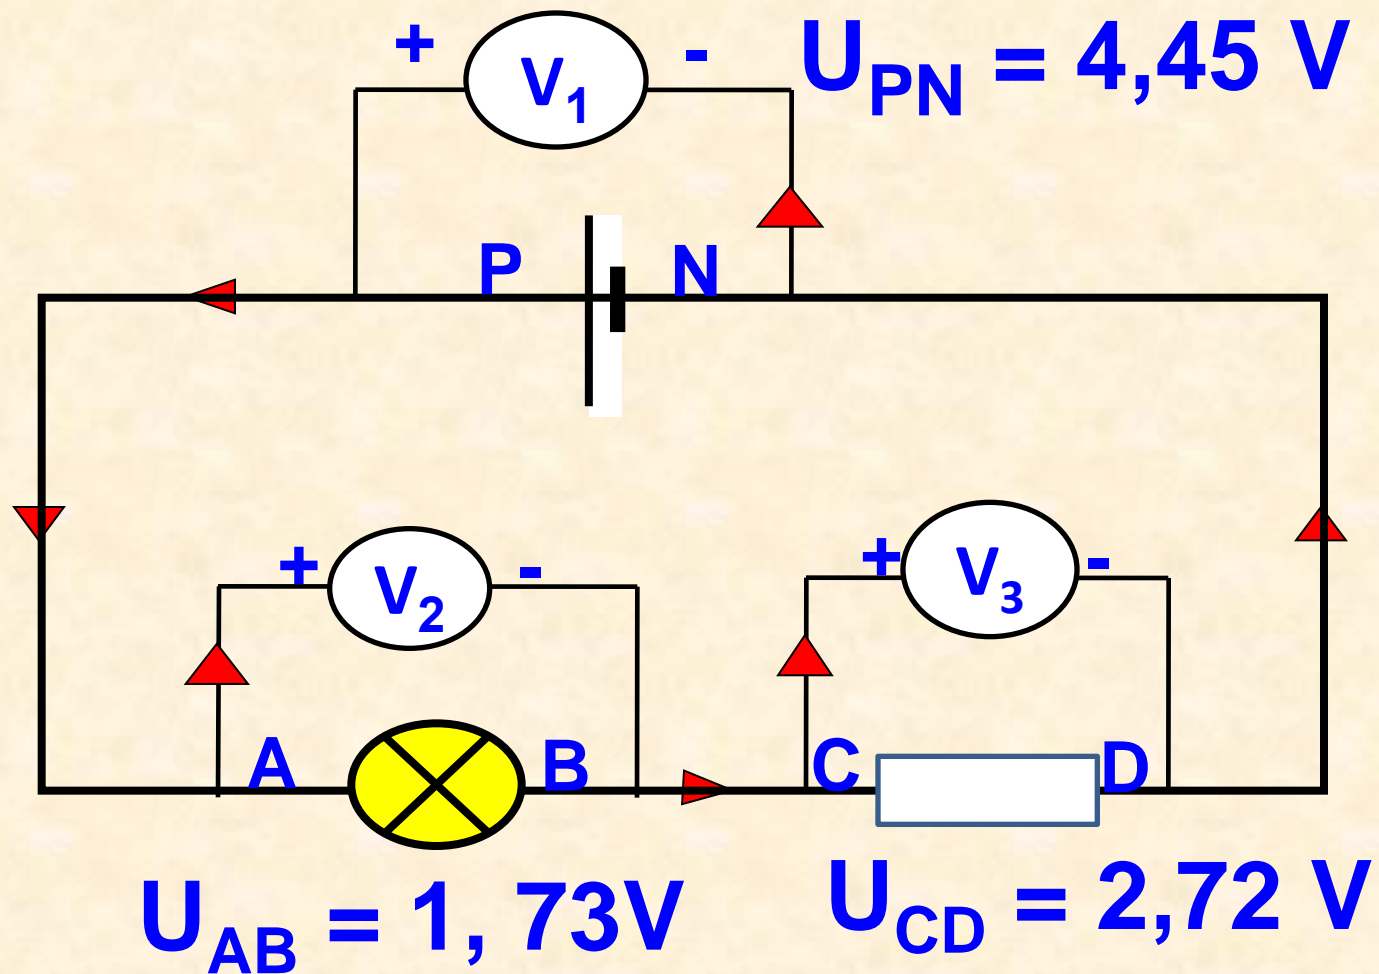 + V1 - UPN = 4,45 V
P N
+ V2 - + V3 -
A B C D
UAB = 1, 73V UCD = 2,72 V